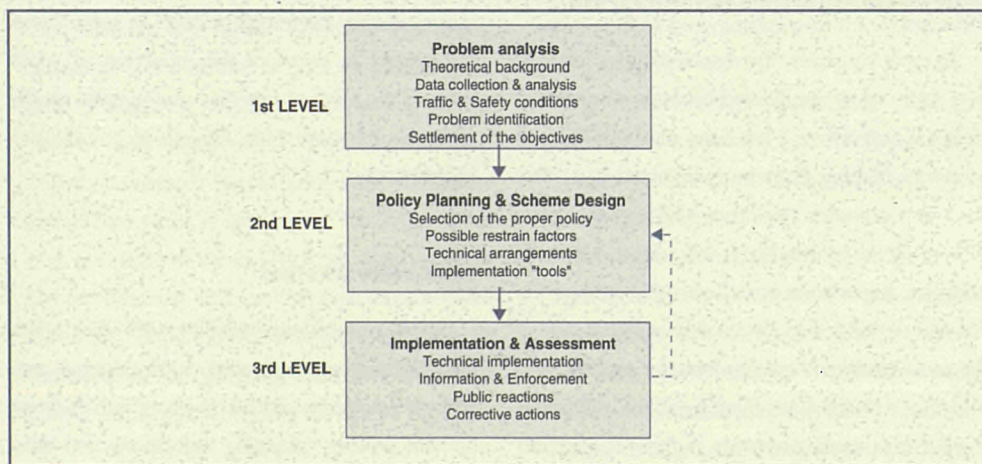 Problem analysis
Theoretical background
Data collection & analysis
1st LEVEL
Traffic & Safety conditions
Problem identification
Settlement of the objectives
Policy Planning & Scheme Design
2nd LEVEL
Selection of the proper policy
Possible restrain factors
Technical arrangements
Implementation "tools"
Implementation & Assessment
3rd LEVEL
Technical implementation
Information & Enforcement
Public reactions
Corrective actions